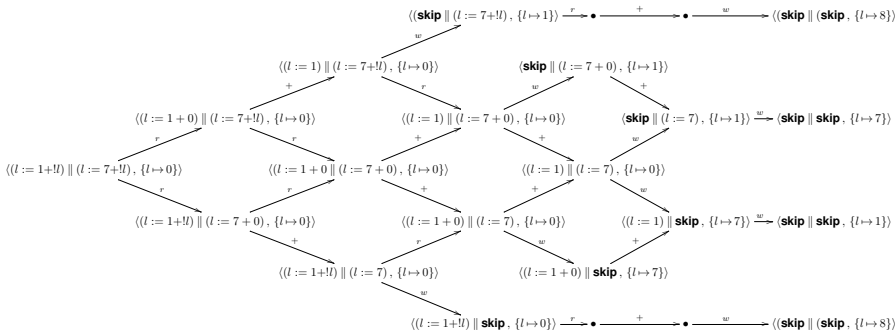 ⟨(skip ∥ (l := 7+!l), {l ↦ 1}⟩ r • + • w ⟨(skip ∥ (skip , {l ↦ 8}⟩
w
⟨(l := 1) ∥ (l := 7+!l) , {l ↦ 0}⟩ ⟨skip ∥ (l := 7 + 0) , {l ↦ 1}⟩
+ r w +
⟨(l := 1 + 0) ∥ (l := 7+!l), {l ↦ 0}⟩ ⟨(l := 1) ∥ (l := 7 + 0), {l ↦ 0}⟩ ⟨skip ∥ (l := 7) , {l ↦ 1}⟩ w ⟨skip ∥ skip , {l ↦ 7}⟩
r r + + w
⟨(l := 1+!l) ∥ (l := 7+!l), {l ↦ 0}⟩ ⟨(l := 1 + 0 ∥ (l := 7 + 0) , {l ↦ 0}⟩ ⟨(l := 1) ∥ (l := 7) , {l ↦ 0}⟩
r r + + w
⟨(l := 1+!l) ∥ (l := 7 + 0), {l ↦ 0}⟩ ⟨(l := 1 + 0) ∥ (l := 7), {l ↦ 0}⟩ ⟨(l := 1) ∥ skip , {l ↦ 7}⟩ w ⟨skip ∥ skip , {l ↦ 1}⟩
+ r w +
⟨(l := 1+!l) ∥ (l := 7) , {l ↦ 0}⟩ ⟨(l := 1 + 0) ∥ skip , {l ↦ 7}⟩
w
⟨(l := 1+!l) ∥ skip , {l ↦ 0}⟩ r • + • w ⟨(skip ∥ (skip , {l ↦ 8}⟩